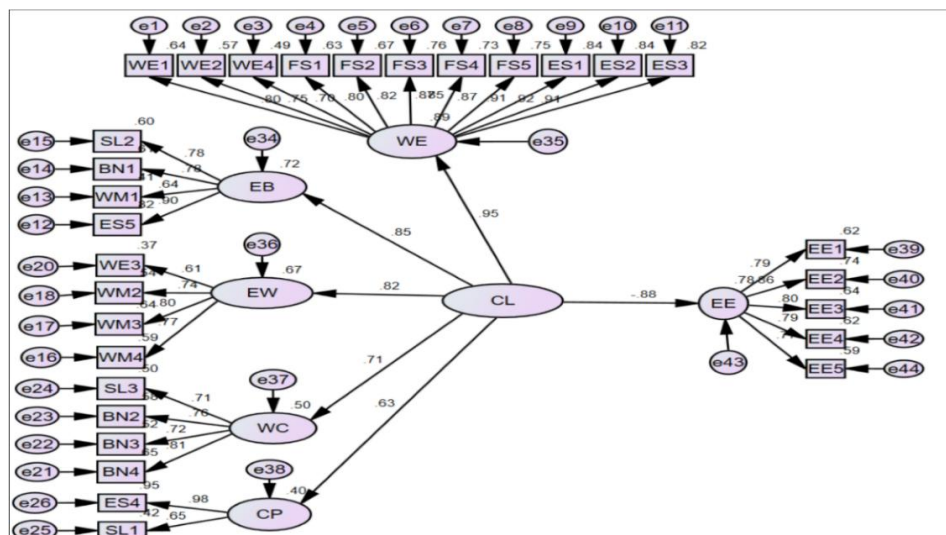 e1 e2 e3 e4 e5 e6 e7 e8 e9 e10 e11
.64 .57 .49 .63 .67 .76 .73 .75 .84 .84 .82
WE1 WE2 WE4 FS1 FS2 FS3 FS4 FS5 ES1 ES2 ES3
.80 .75 .70 .80 .82 .85 .87 .91 .92 .91
.89
WE e35
.60
e15 SL2 e34
.78 .72
e14 BN1 .78
EB
e13 WM1 .64
.90
e12 ES5
.95
.85
.37
e20 WE3 e36
.61 .67
e18 WM2 .74
EW .82 CL -.88 EE
.64 .80
e17 WM3 .77
.59
e16 WM4
.62
EE1 e39
.79 .74
.78 .86 EE2 e40
.64
.80 EE3 e41
.62
.79 EE4 e42
.59
EE5 e44
e43
.50
e24 SL3 e37
.71 .71 .63
.50
e23 BN2 .76
WC
.52 .72
e22 BN3 .81
.65
e21 BN4
.95
e26 ES4 .98 e38
.40
CP
.42 .65
e25 SL1